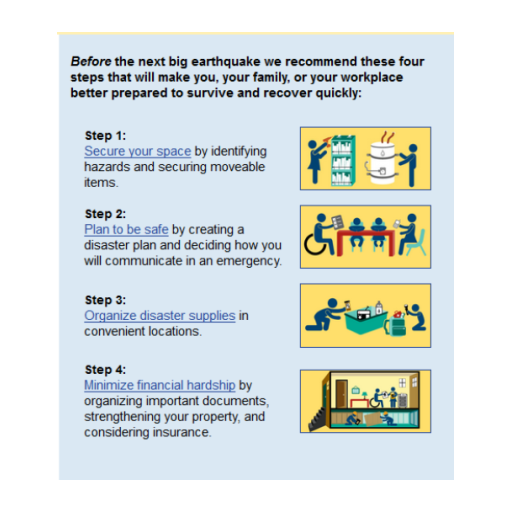 Before the next big earthquake we recommend these four
steps that will make you, your family, or your workplace
better prepared to survive and recover quickly:
Step 1:
Secure your space by identifying
hazards and securing moveable
items.
Step 2:
Plan to be safe by creating a
disaster plan and deciding how you
will communicate in an emergency.
Step 3:
Organize disaster supplies in
convenient locations.
Step 4:
Minimize financial hardship by
organizing important documents,
strengthening your property, and
considering insurance.